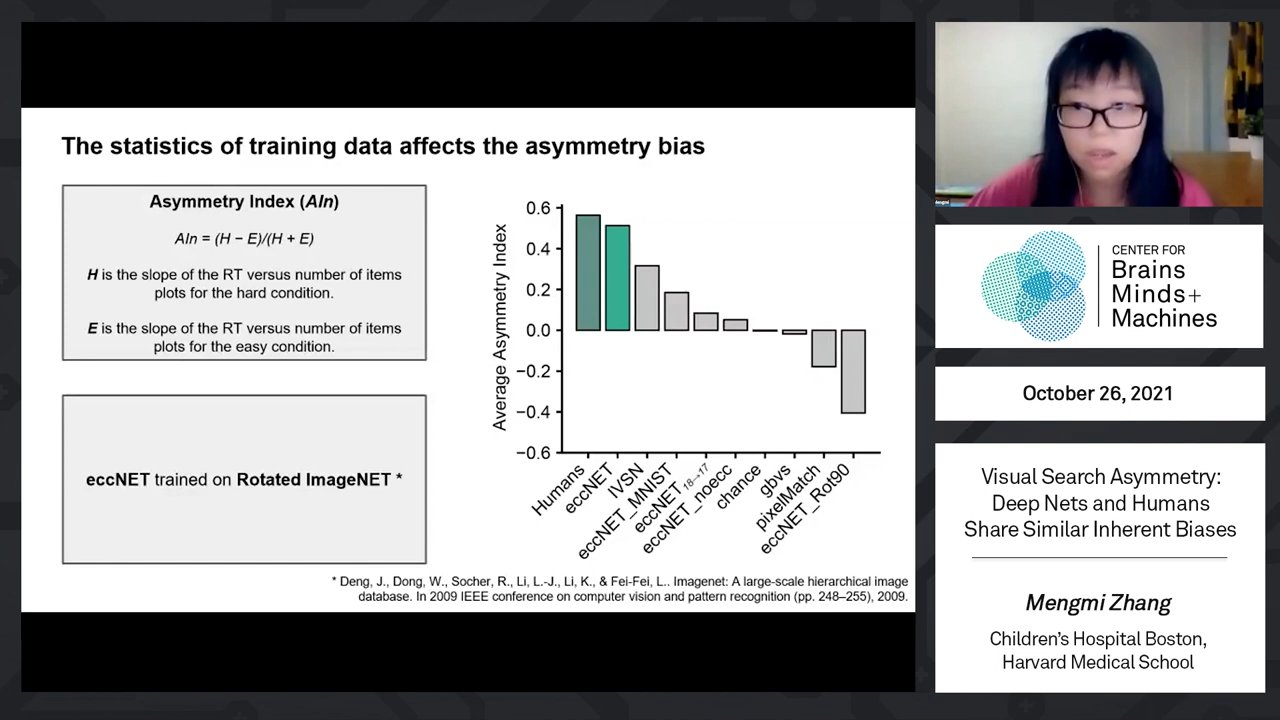 The statistics of training data affects the asymmetry bias
Asymmetry Index (AIn)
AIn = (H − E)/(H + E)
H is the slope of the RT versus number of items
plots for the hard condition.
E is the slope of the RT versus number of items
plots for the easy condition.
eccNET trained on Rotated ImageNET *
Average Asymmetry Index
0.6
0.4
0.2
0.0
−0.2
−0.4
−0.6
Humans
eccNET
IVSN
eccNET_MNIST
eccNET 18→17
eccNET_noecc
chance
gbvs
pixelMatch
eccNET_Rot90
* Deng, J., Dong, W., Socher, R., Li, L.-J., Li, K., & Fei-Fei, L.. Imagenet: A large-scale hierarchical image
database. In 2009 IEEE conference on computer vision and pattern recognition (pp. 248–255), 2009.
CENTER FOR
Brains
Minds+
Machines
October 26, 2021
Visual Search Asymmetry:
Deep Nets and Humans
Share Similar Inherent Biases
Mengmi Zhang
Children's Hospital Boston,
Harvard Medical School